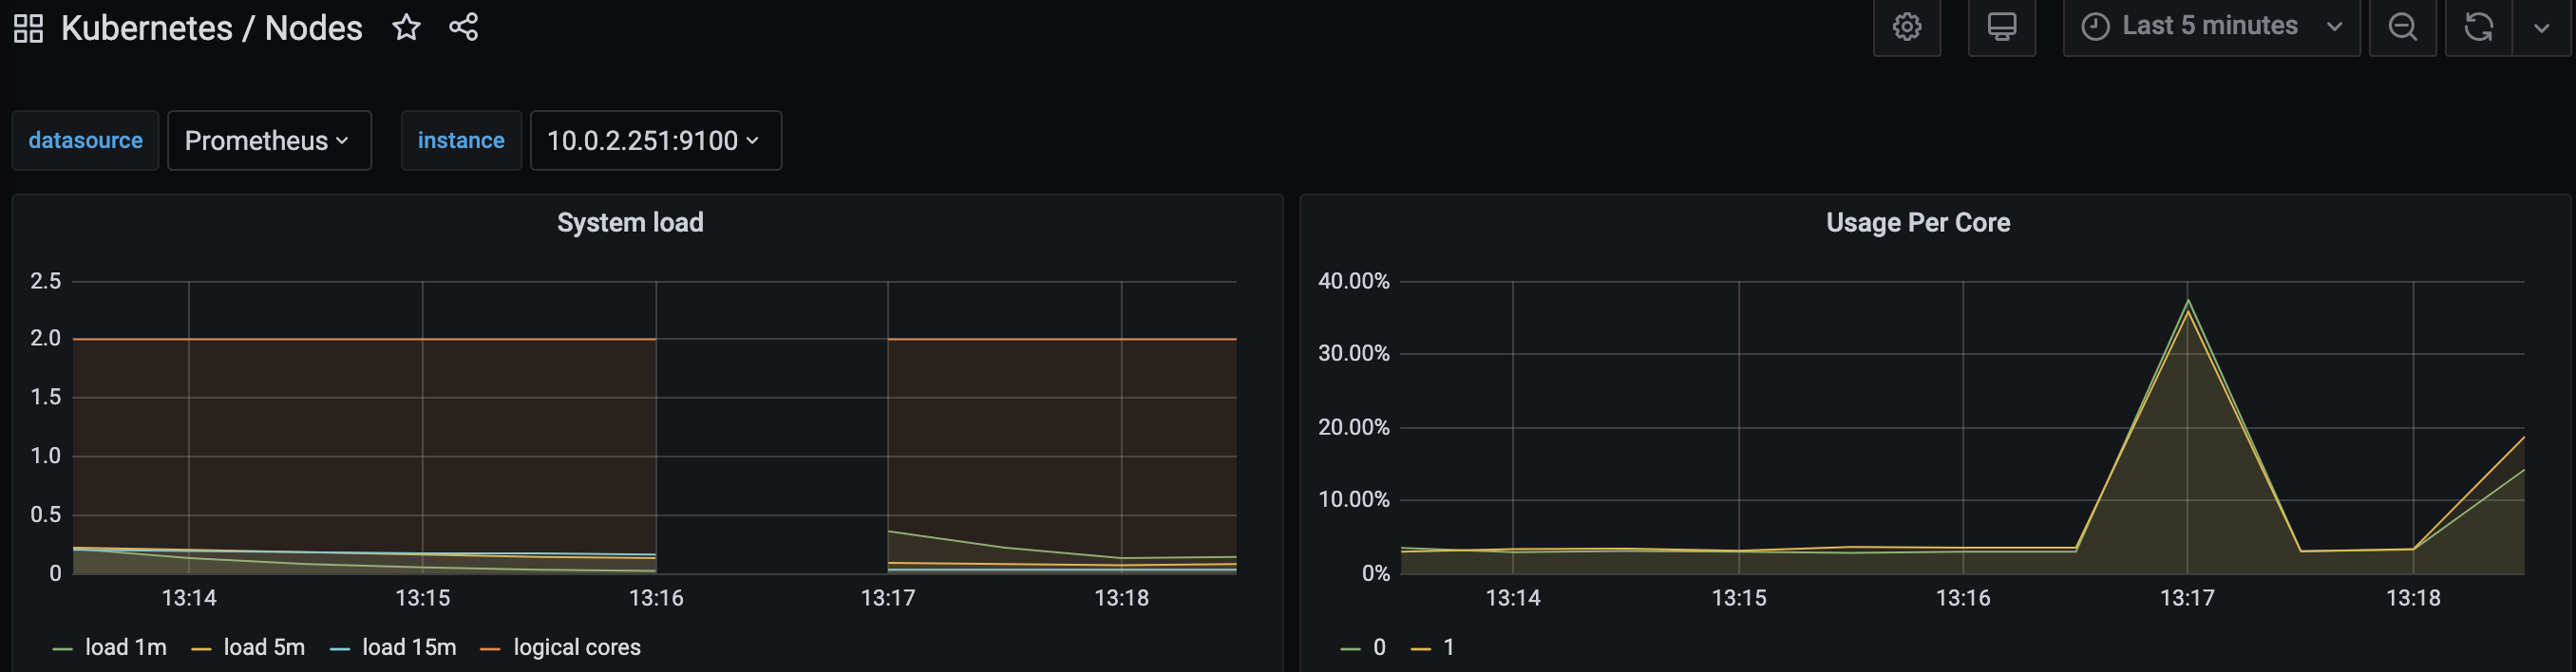 Kubernetes / Nodes
Last 5 minutes
datasource Prometheus instance 10.0.2.251:9100
System load
2.5
2.0
1.5
1.0
0.5
0
13:14 13:15 13:16 13:17 13:18
load 1m load 5m load 15m logical cores
Usage Per Core
40.00%
30.00%
20.00%
10.00%
0%
13:14 13:15 13:16 13:17 13:18
0 1